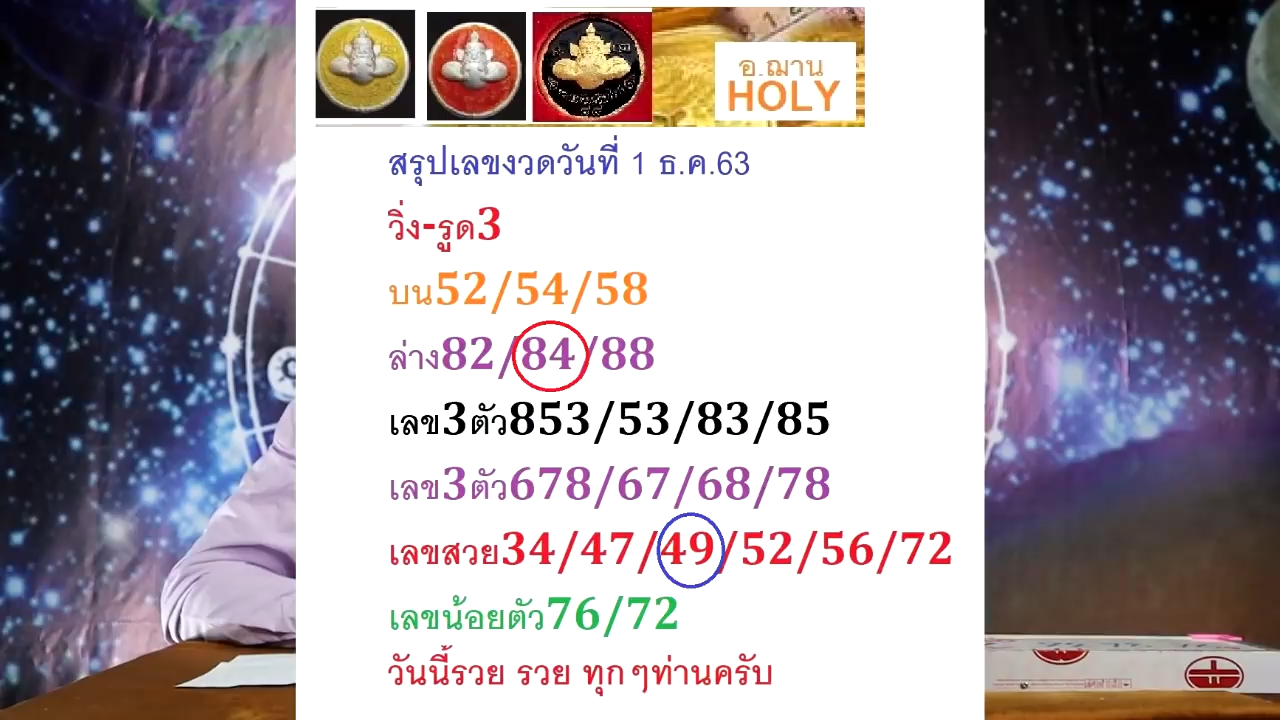 อ.ฌาน
HOLY
สรุปเลขงวดวันที่ 1 ธ.ค.63
วิ่ง-รูด3
บน52/54/58
ล่าง82/84/88
เลข3ตัว853/53/83/85
เลข3ตัว678/67/68/78
เลขสวย34/47/49/52/56/72
เลขน้อยตัว76/72
วันนี้รวย รวย ทุกๆท่านครับ